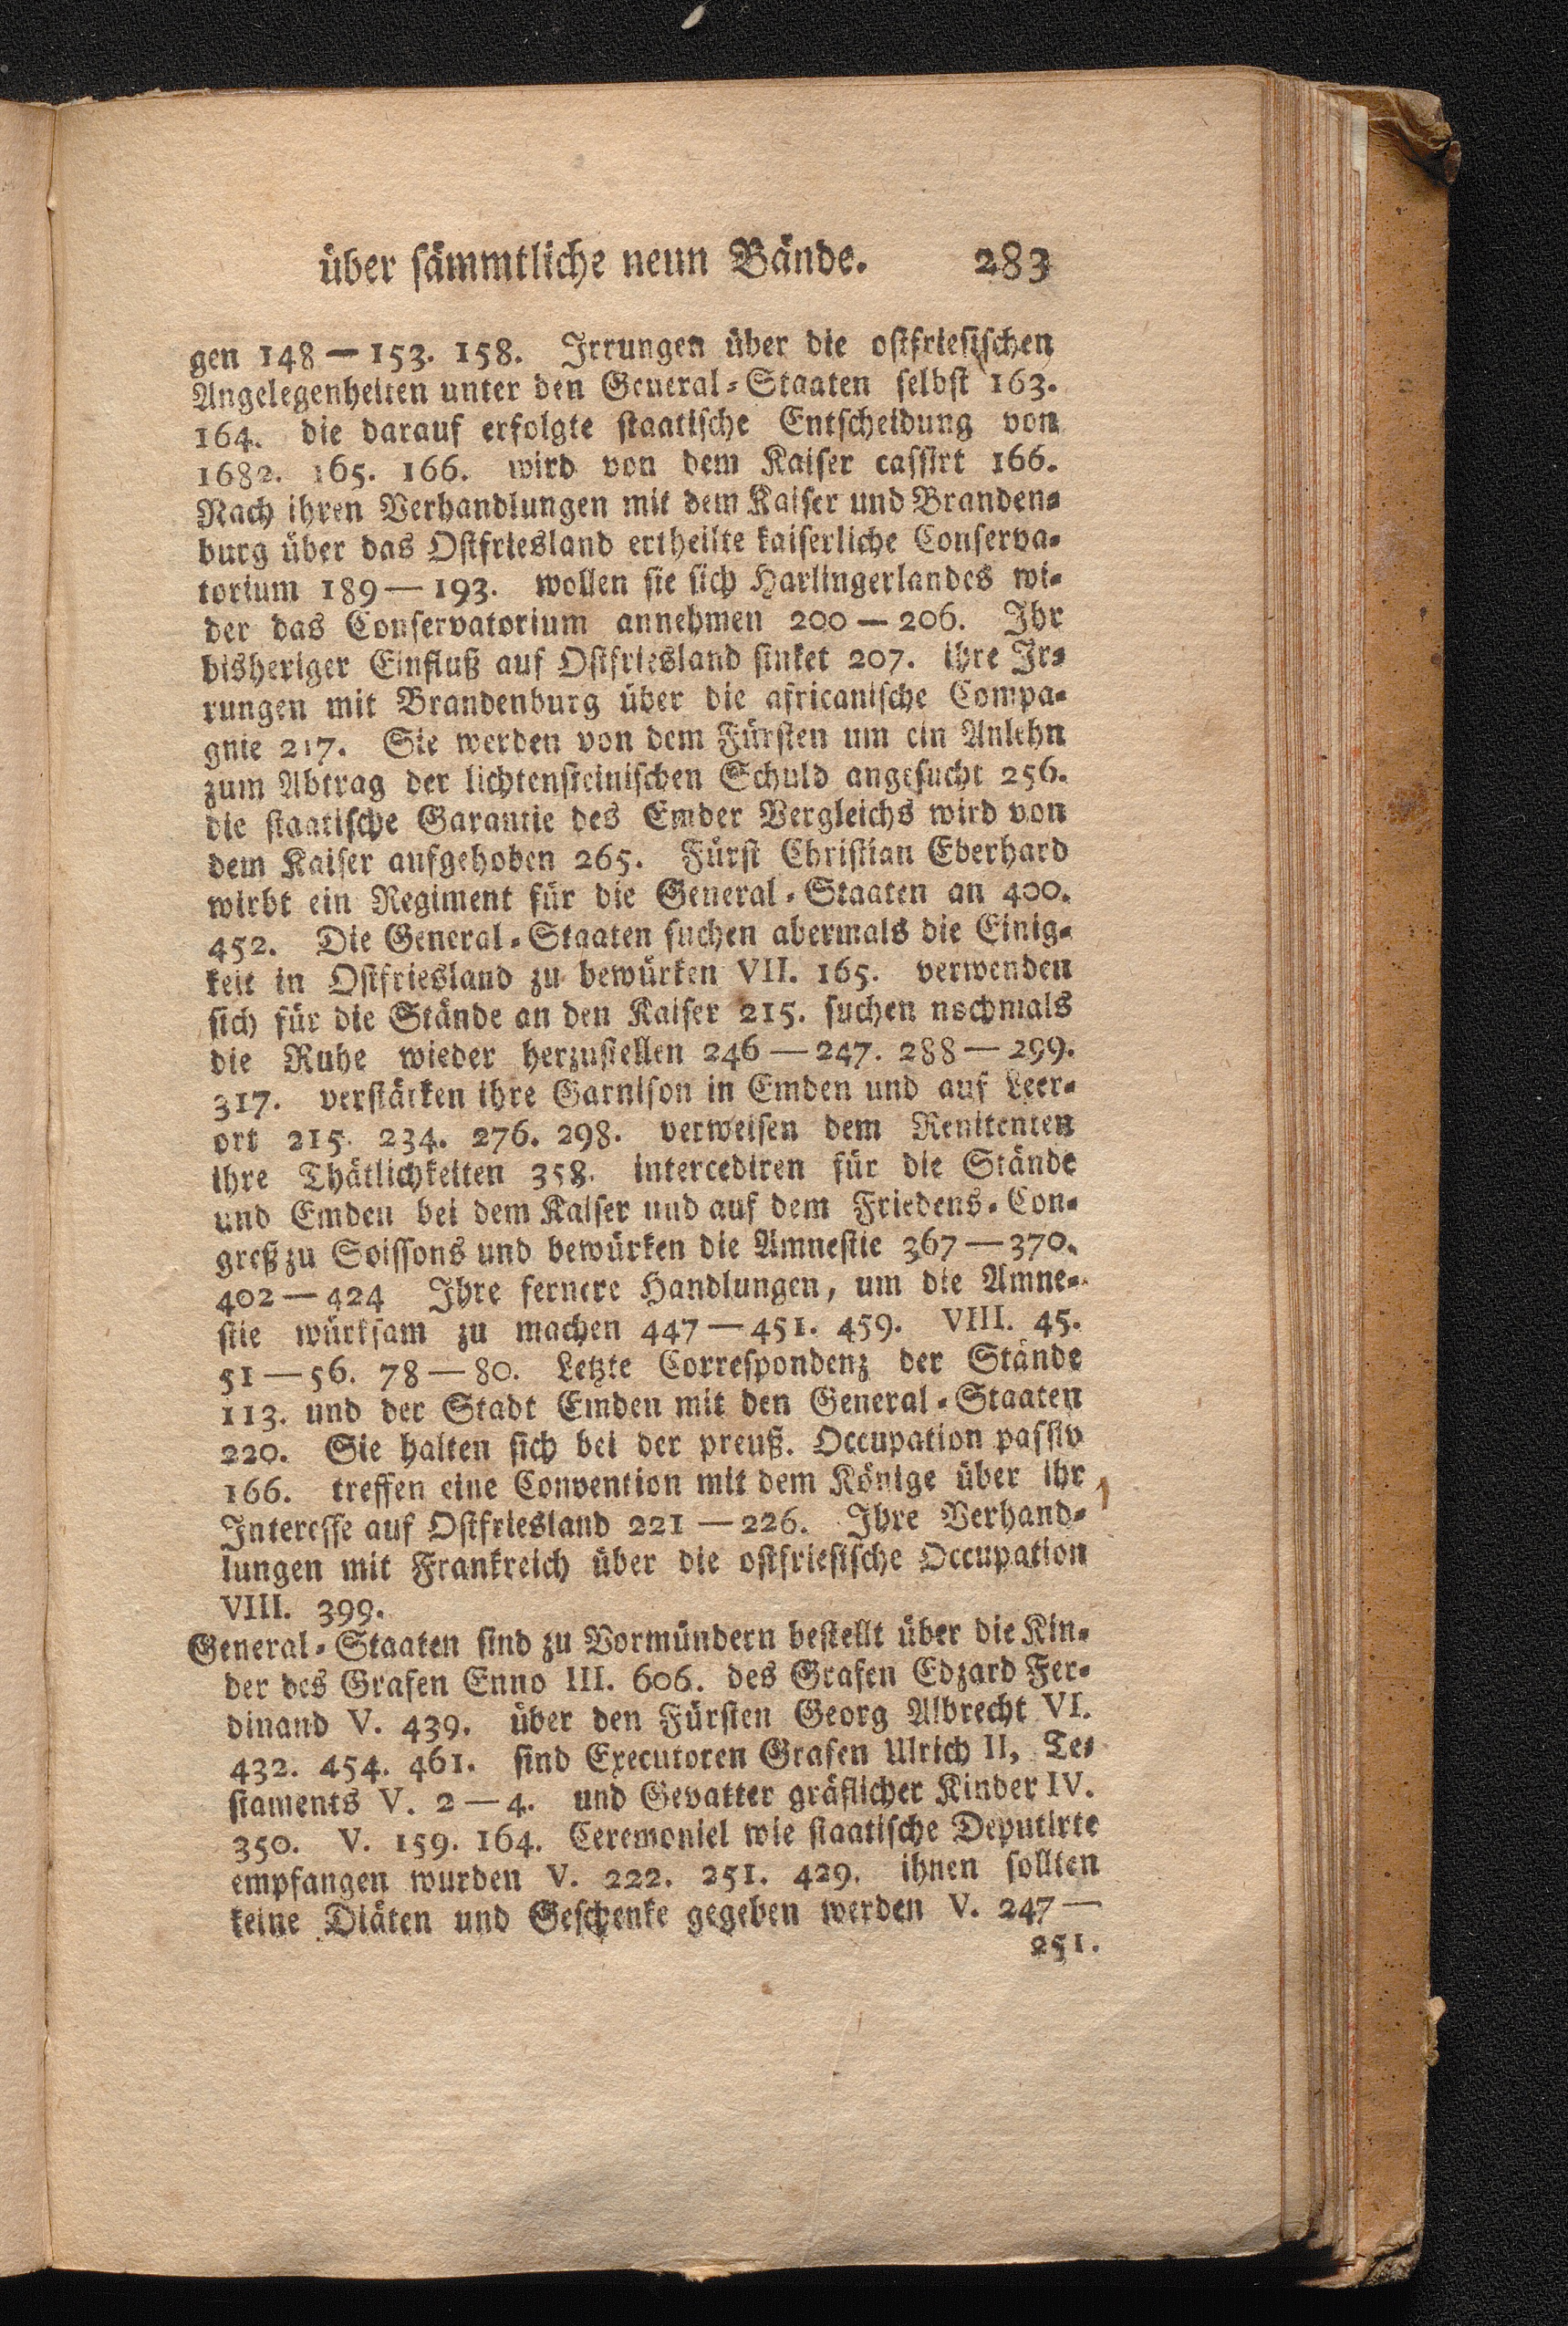 über sämmtliche neun Bände. 283
gen 148 — 153. 158. Irrungen über die ostfriesischen
Angelegenheiten unter den General-Staaten selbst 163.
164. die darauf erfolgte staatische Entscheidung von
1682. 165. 166. wird von dem Kaiser cassirt 166.
Nach ihren Verhandlungen mit dem Kaiser und Branden-
burg über das Ostfriesland ertheilte kaiserliche Conserva-
torium 189 — 193. wollen sie sich Harlingerlandes wi-
der das Conservatorium annehmen 200 — 206. Ihr
bisheriger Einfluß auf Ostfriesland sinket 207. ihre Ir-
rungen mit Brandenburg über die africanische Compa-
gnie 217. Sie werden von dem Fürsten um ein Anlehn
zum Abtrag der lichtensteinischen Schuld angesucht 256.
die staatische Garantie des Emder Vergleichs wird von
dem Kaiser aufgehoben 265. Fürst Christian Eberhard
wirbt ein Regiment für die General-Staaten an 400.
452. Die General-Staaten suchen abermals die Einig-
keit in Ostfriesland zu bewürken VII. 165. verwenden
sich für die Stände an den Kaiser 215. suchen nochmals
die Ruhe wieder herzustellen 246 — 247. 288 — 299.
317. verstärken ihre Garnison in Emden und auf Leer-
ort 215. 234. 276. 298. verweisen dem Renitenten
ihre Thätlichkeiten 358. intercediren für die Stände
und Emden bei dem Kaiser und auf dem Friedens-Con-
greß zu Soissons und bewürken die Amnestie 367 — 370.
402 — 424 Ihre fernere Handlungen, um die Amne-
stie würksam zu machen 447 — 451. 459. VIII. 45.
51 — 56. 78 — 80. Letzte Correspondenz der Stände
113. und der Stadt Emden mit den General-Staaten
220. Sie halten sich bei der preuß. Occupation passiv
166. treffen eine Convention mit dem Könige über ihr
Interesse auf Ostfriesland 221 — 226. Ihre Verhand-
lungen mit Frankreich über die ostfriesische Occupation
VIII. 399.
General-Staaten sind zu Vormündern bestellt über die Kin-
der des Grafen Enno III. 606. des Grafen Edzard Fer-
dinand V. 439. über den Fürsten Georg Albrecht VI.
432. 454. 461. sind Executoren Grafen Ulrich II, Te-
staments V. 2 — 4. und Gevatter gräflicher Kinder IV.
350. V. 159. 164. Ceremoniel wie staatische Deputirte
empfangen wurden V. 222. 251. 429. ihnen sollten
keine Diäten und Geschenke gegeben werden V. 247 —
251.